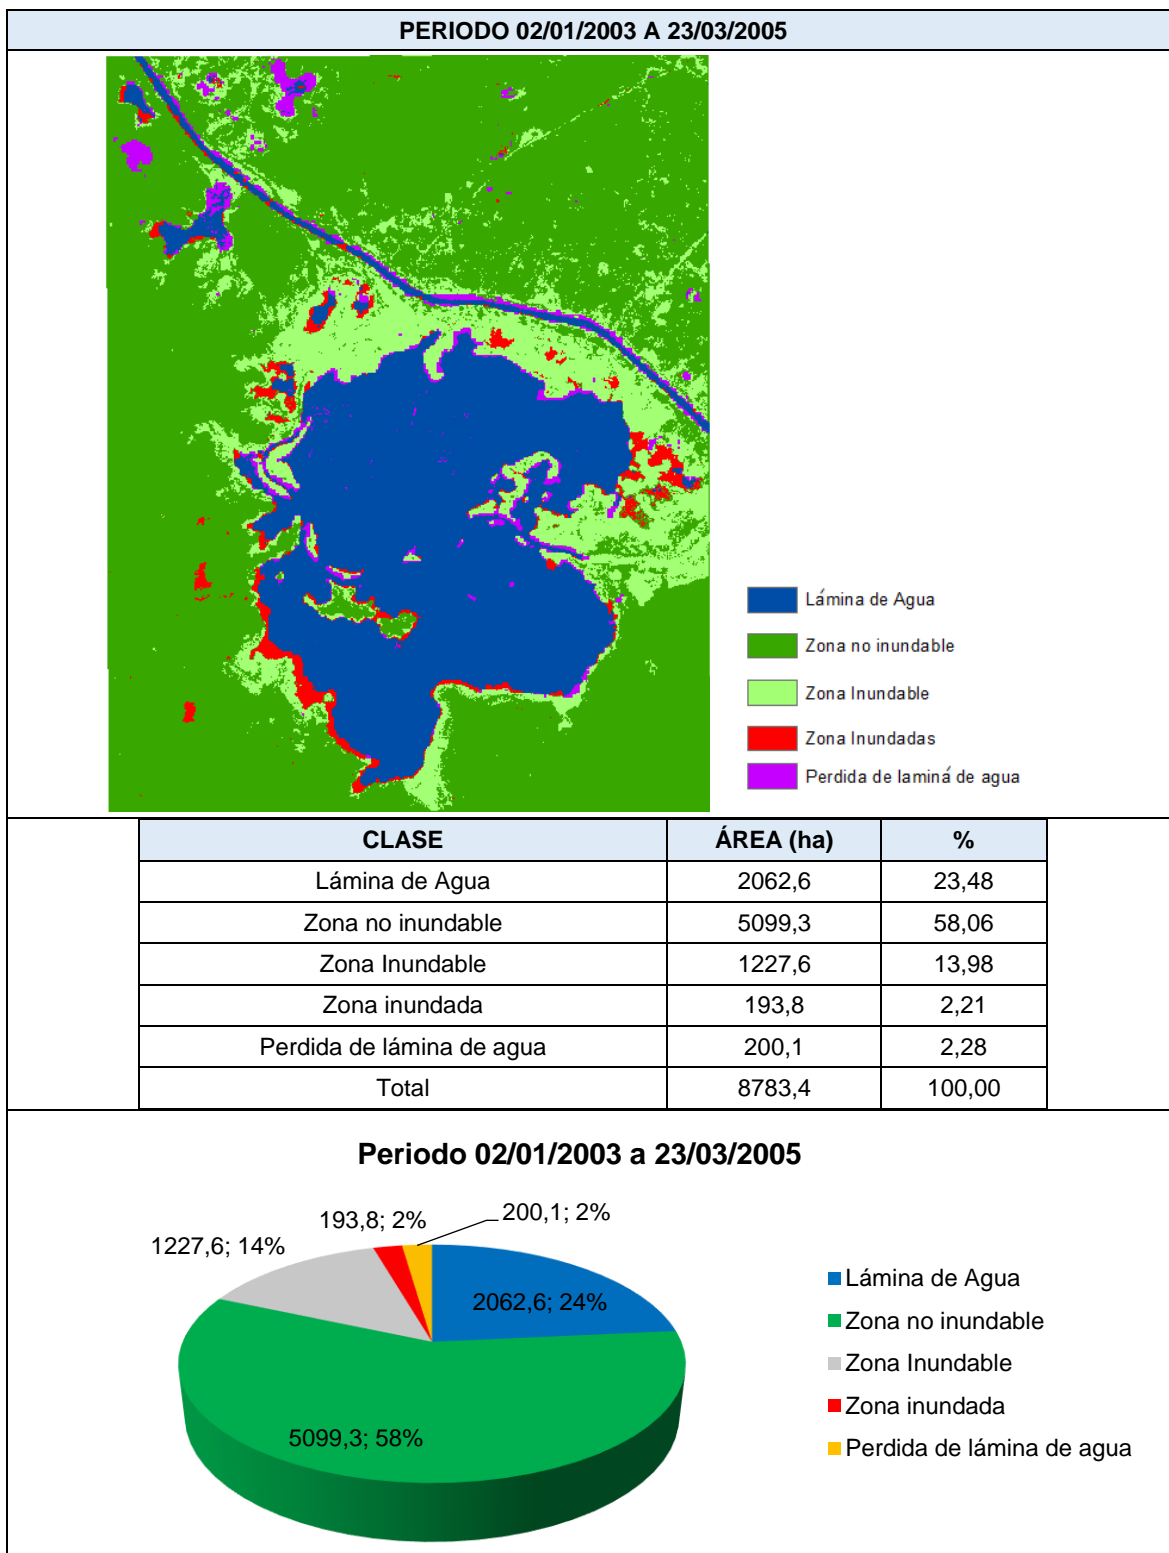 PERIODO 02/01/2003 A 23/03/2005
Lámina de Agua
Zona no inundable
Zona Inundable
Zona Inundadas
Perdida de laminá de agua
CLASE ÁREA (ha) %
Lámina de Agua 2062,6 23,48
Zona no inundable 5099,3 58,06
Zona Inundable 1227,6 13,98
Zona inundada 193,8 2,21
Perdida de lámina de agua 200,1 2,28
Total 8783,4 100,00
Periodo 02/01/2003 a 23/03/2005
193,8; 2%
200,1; 2%
1227,6; 14%
2062,6; 24%
5099,3; 58%
Lámina de Agua
Zona no inundable
Zona Inundable
Zona inundada
Perdida de lámina de agua